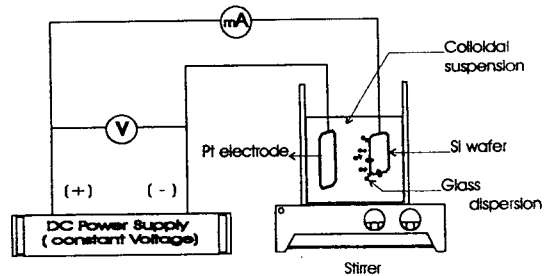 mA
Colloidal
suspension
V
Pt electrode
Si wafer
(+)
(-)
Glass
dispersion
DC Power Supply
( constant Voltage)
Stirrer